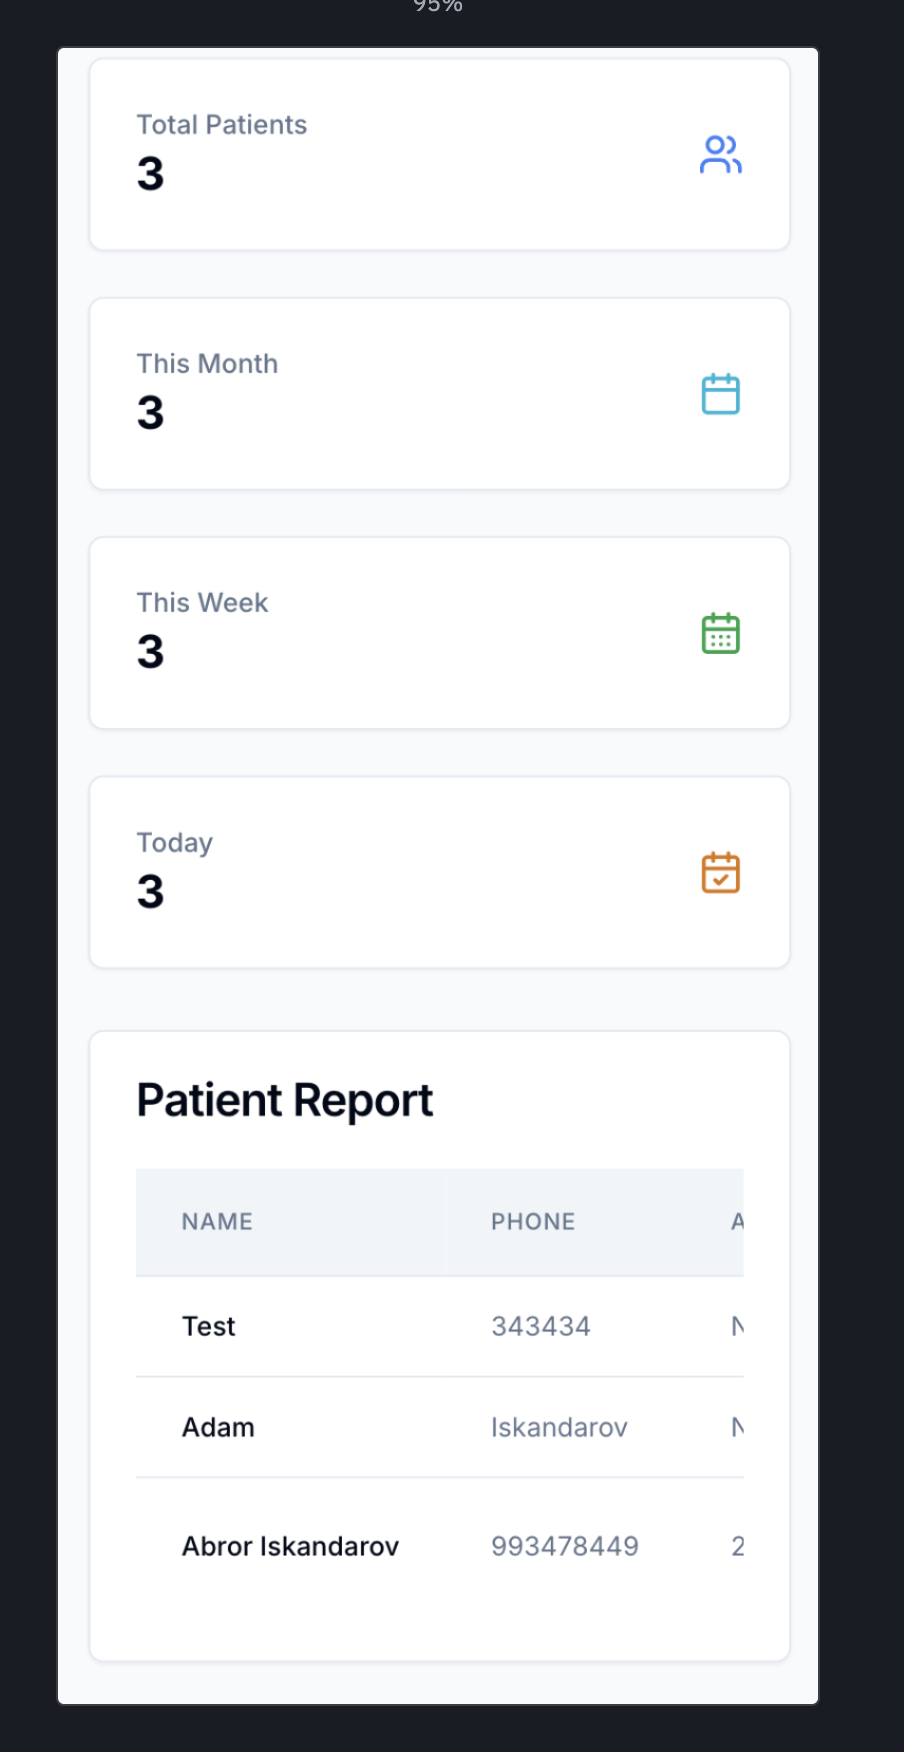 95%
Total Patients
3
This Month
3
This Week
3
Today
3
Patient Report
NAME PHONE A
Test 343434 N
Adam Iskandarov N
Abror Iskandarov 993478449 2